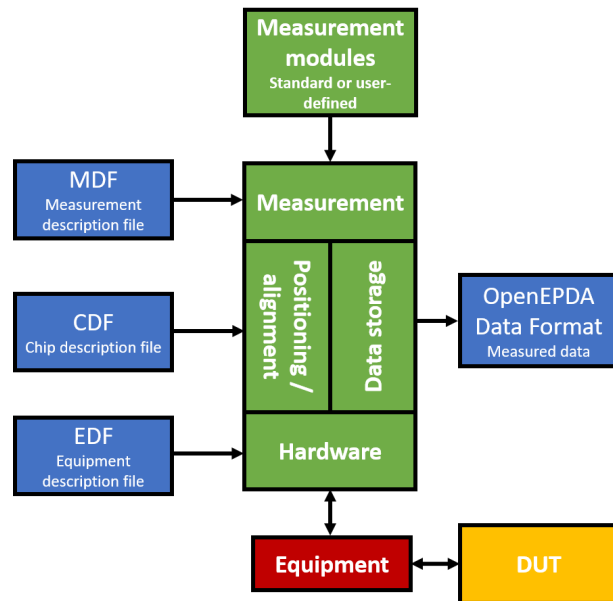 Measurement
modules
Standard or user-
defined
MDF
Measurement
description file
Measurement
CDF
Chip description file
Positioning /
alignment
Data storage
OpenEPDA
Data Format
Measured data
EDF
Equipment
description file
Hardware
Equipment
DUT